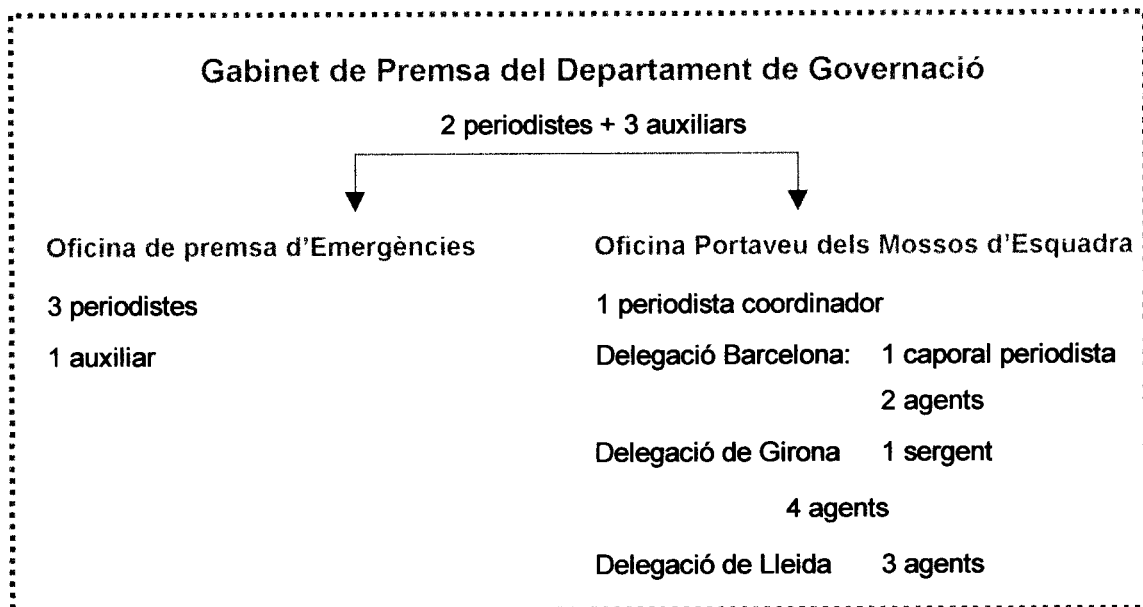 Gabinet de Premsa del Departament de Governació
2 periodistes + 3 auxiliars
Oficina de premsa d'Emergències
3 periodistes
1 auxiliar
Oficina Portaveu dels Mossos d'Esquadra
1 periodista coordinador
Delegació Barcelona: 1 caporal periodista
2 agents
Delegació de Girona 1 sergent
4 agents
Delegació de Lleida 3 agents